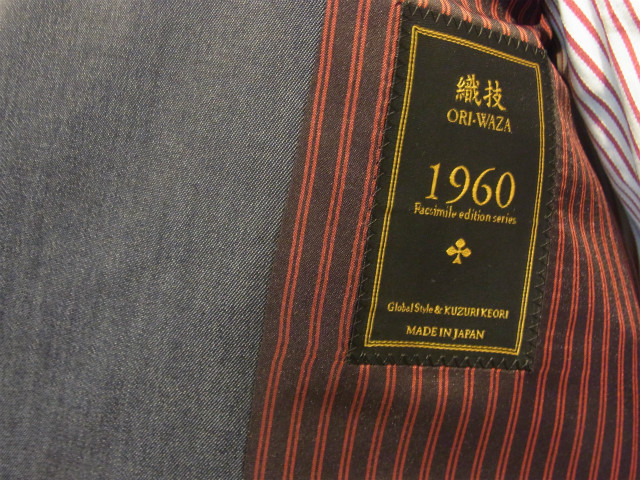 織技
ORI-WAZA
1960
Facsimile edition series
Global Style & KUZURI KEORI
MADE IN JAPAN